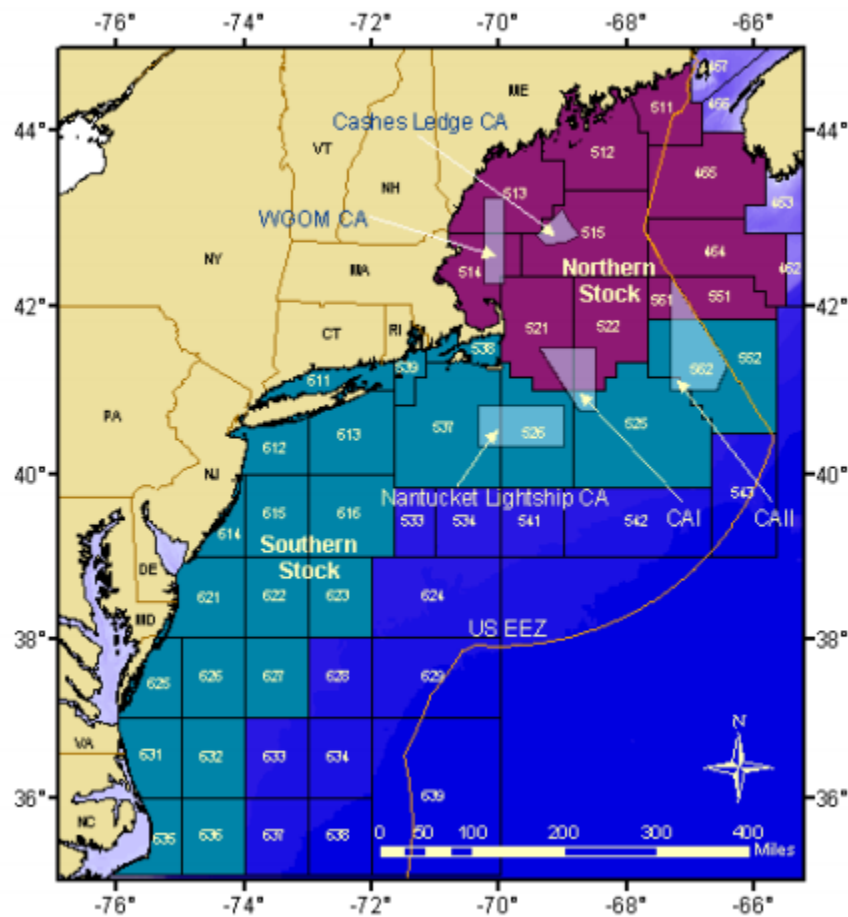 -76° -74° -72° -70° -68° -66°
467
ME
511
466
44°
44°
Cashes Ledge CA
VT
512
465
NH
513
463
WGOM CA
515
NY
464
462
MA
514
Northern
Stock
561
551
42°
42°
CT
RI
521
522
538
539
562
552
611
PA
613
537
526
525
612
NJ
40°
40°
Nantucket Lightship CA
543
615
616
533
534
541
542
CAI
CAII
614
Southern
Stock
DE
621
622
623
624
MD
US EEZ
38°
38°
625
626
627
628
629
N
VA
631
632
633
634
36°
36°
639
NC
635
636
637
638
0 50 100 200 300 400
Miles
-76° -74° -72° -70° -68° -66°